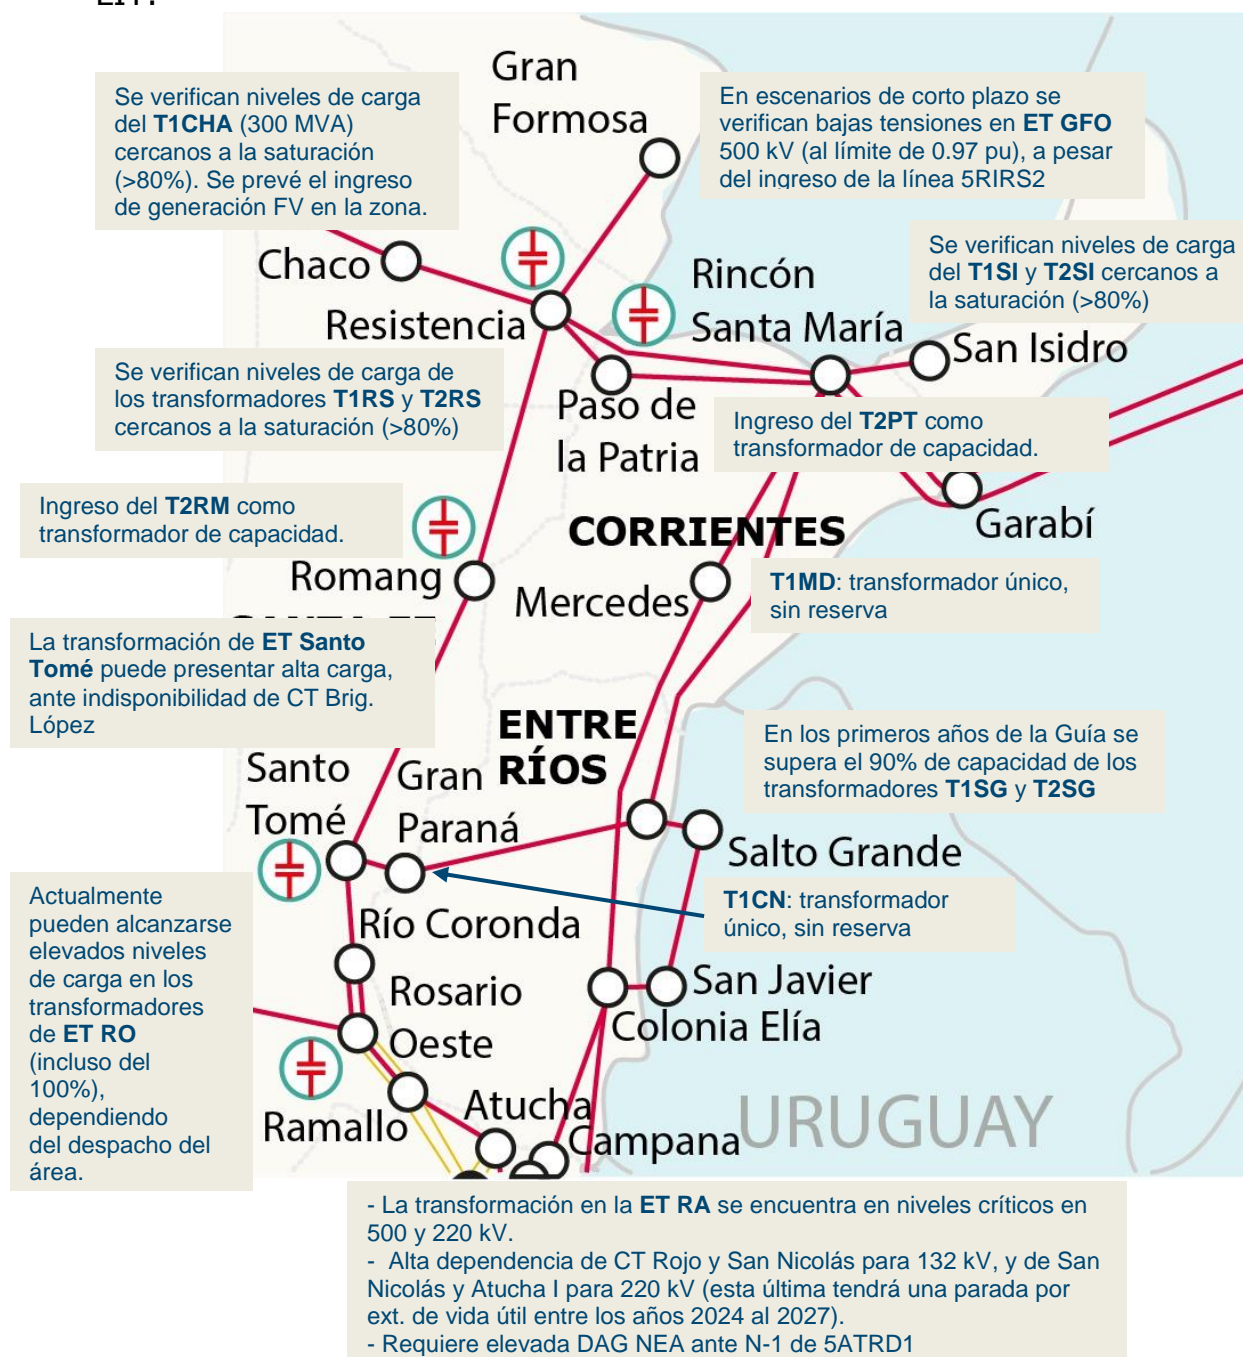 Gran
Formosa
Se verifican niveles de carga
del T1CHA (300 MVA)
cercanos a la saturación
(>80%). Se prevé el ingreso
de generación FV en la zona.
En escenarios de corto plazo se
verifican bajas tensiones en ET GFO
500 kV (al límite de 0.97 pu), a pesar
del ingreso de la línea 5RIRS2
Se verifican niveles de carga
del T1SI y T2SI cercanos a
la saturación (>80%)
Chaco
Resistencia
Rincón
Santa María
San Isidro
Se verifican niveles de carga de
los transformadores T1RS y T2RS
cercanos a la saturación (>80%)
Paso de
la Patria
Ingreso del T2PT como
transformador de capacidad.
Garabí
Ingreso del T2RM como
transformador de capacidad.
CORRIENTES
Romang
Mercedes
T1MD: transformador único,
sin reserva
La transformación de ET Santo
Tomé puede presentar alta carga,
ante indisponibilidad de CT Brig.
López
ENTRE
RÍOS
En los primeros años de la Guía se
supera el 90% de capacidad de los
transformadores T1SG y T2SG
Santo
Tomé
Gran
Paraná
Salto Grande
T1CN: transformador
único, sin reserva
Actualmente
pueden alcanzarse
elevados niveles
de carga en los
transformadores
de ET RO
(incluso del
100%),
dependiendo
del despacho del
área.
Río Coronda
Rosario
Oeste
San Javier
Colonia Elía
Ramallo
Atucha
Campana
URUGUAY
- La transformación en la ET RA se encuentra en niveles críticos en
500 y 220 kV.
- Alta dependencia de CT Rojo y San Nicolás para 132 kV, y de San
Nicolás y Atucha I para 220 kV (esta última tendrá una parada por
ext. de vida útil entre los años 2024 al 2027).
- Requiere elevada DAG NEA ante N-1 de 5ATRD1